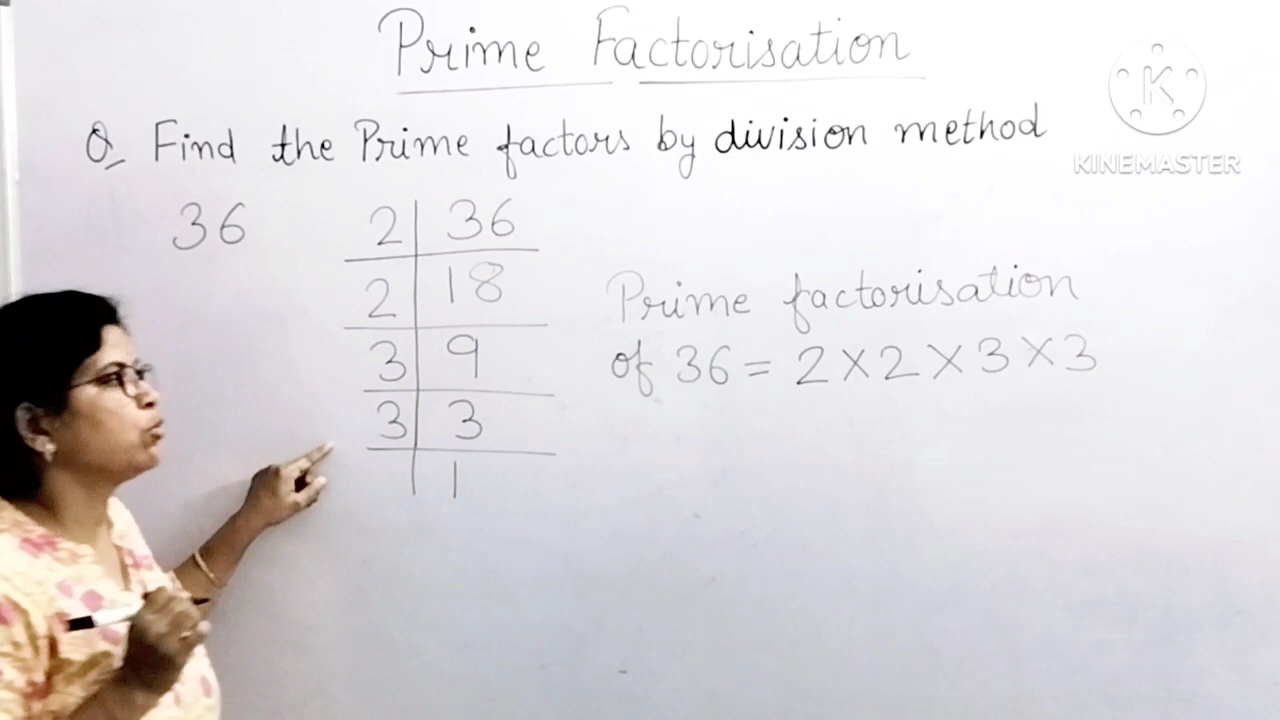 Prime Factorisation
Q Find the Prime factors by division method
K
KINEMASTER
36
2 | 36
2 | 18
3 | 9
3 | 3
| 1
Prime factorisation
of 36 = 2 X 2 X 3 X 3